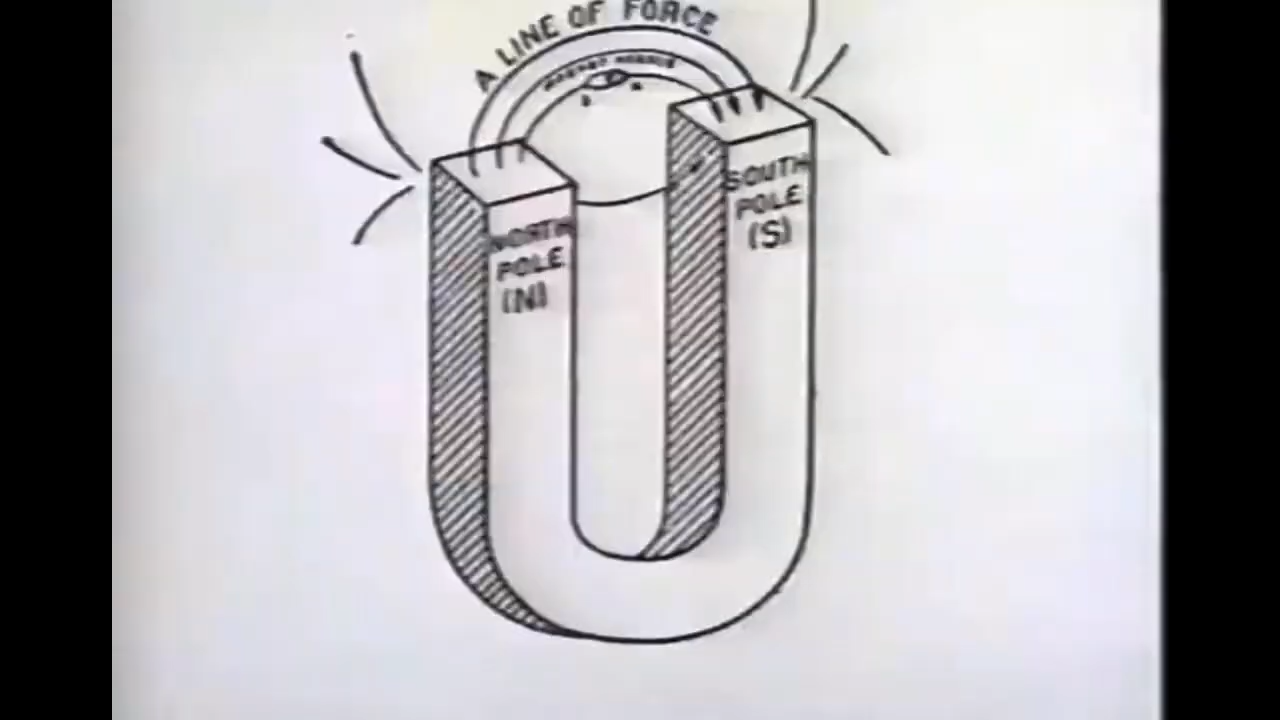 A LINE OF FORCE
NORTH
POLE
(N)
SOUTH
POLE
(S)